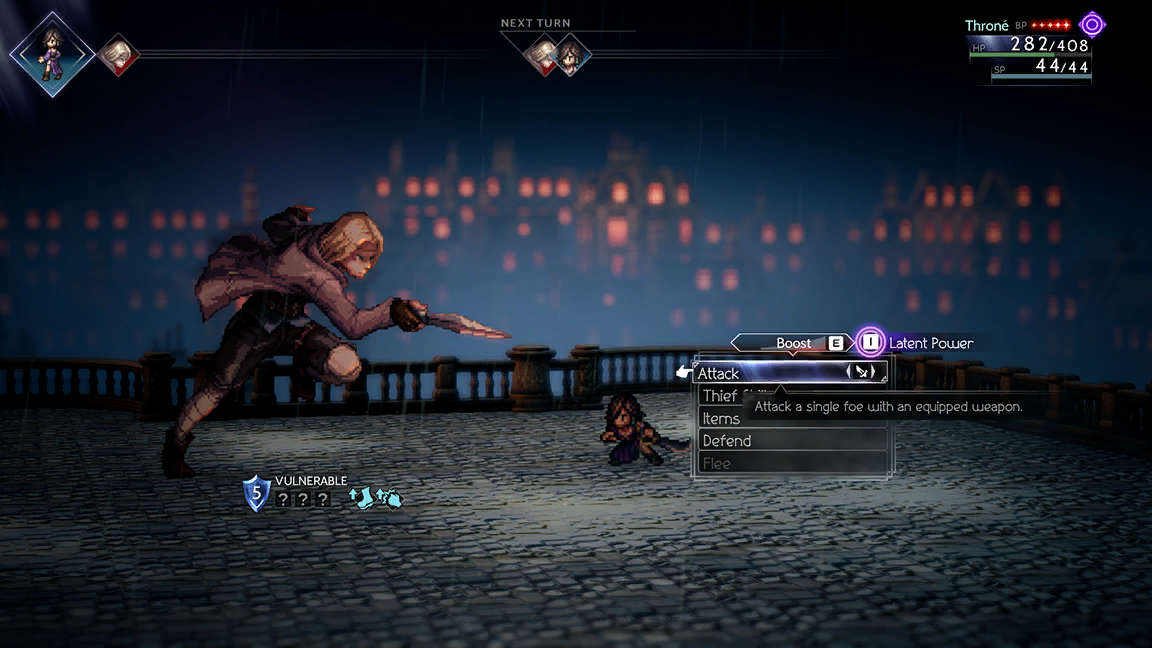 NEXT TURN
Throné BP
HP 282/408
SP 44/44
Boost E I Latent Power
Attack
Thief
Attack a single foe with an equipped weapon.
Items
Defend
Flee
VULNERABLE
5 ? ? ?